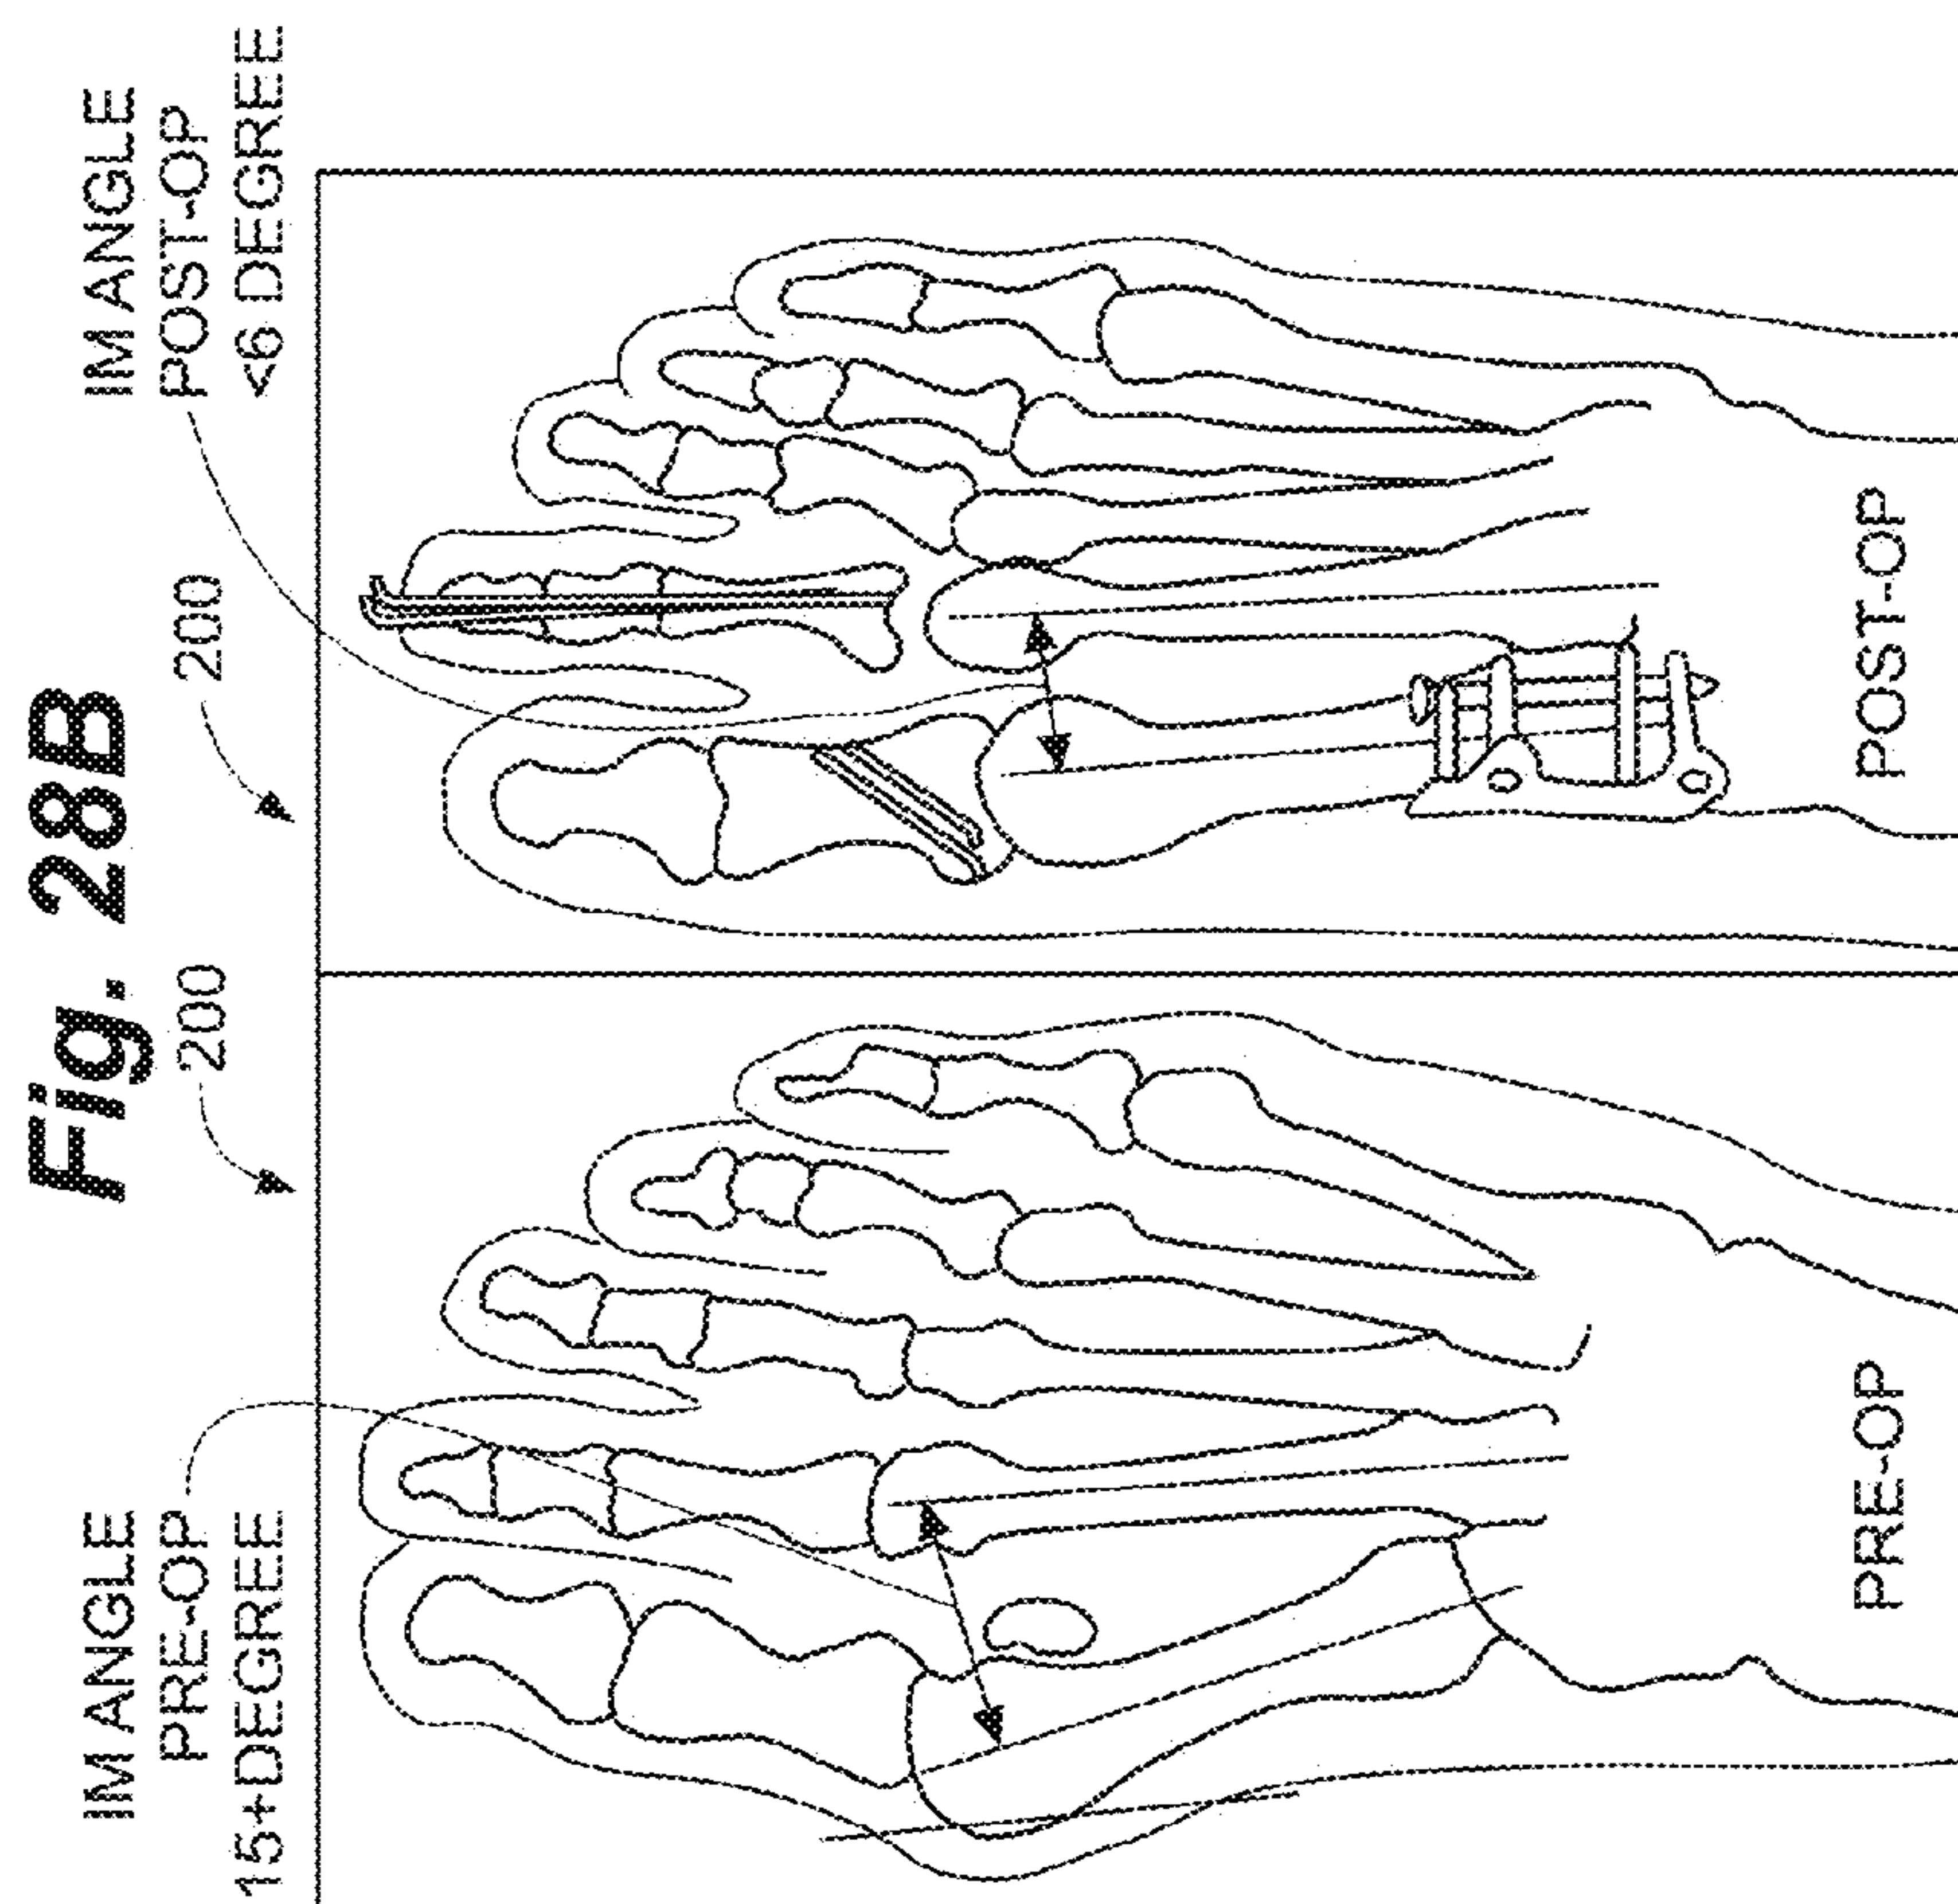 Fig. 28B
IM ANGLE
PRE-OP
15+DEGREE
200
200
IM ANGLE
POST-OP
<6 DEGREE
PRE-OP
POST-OP